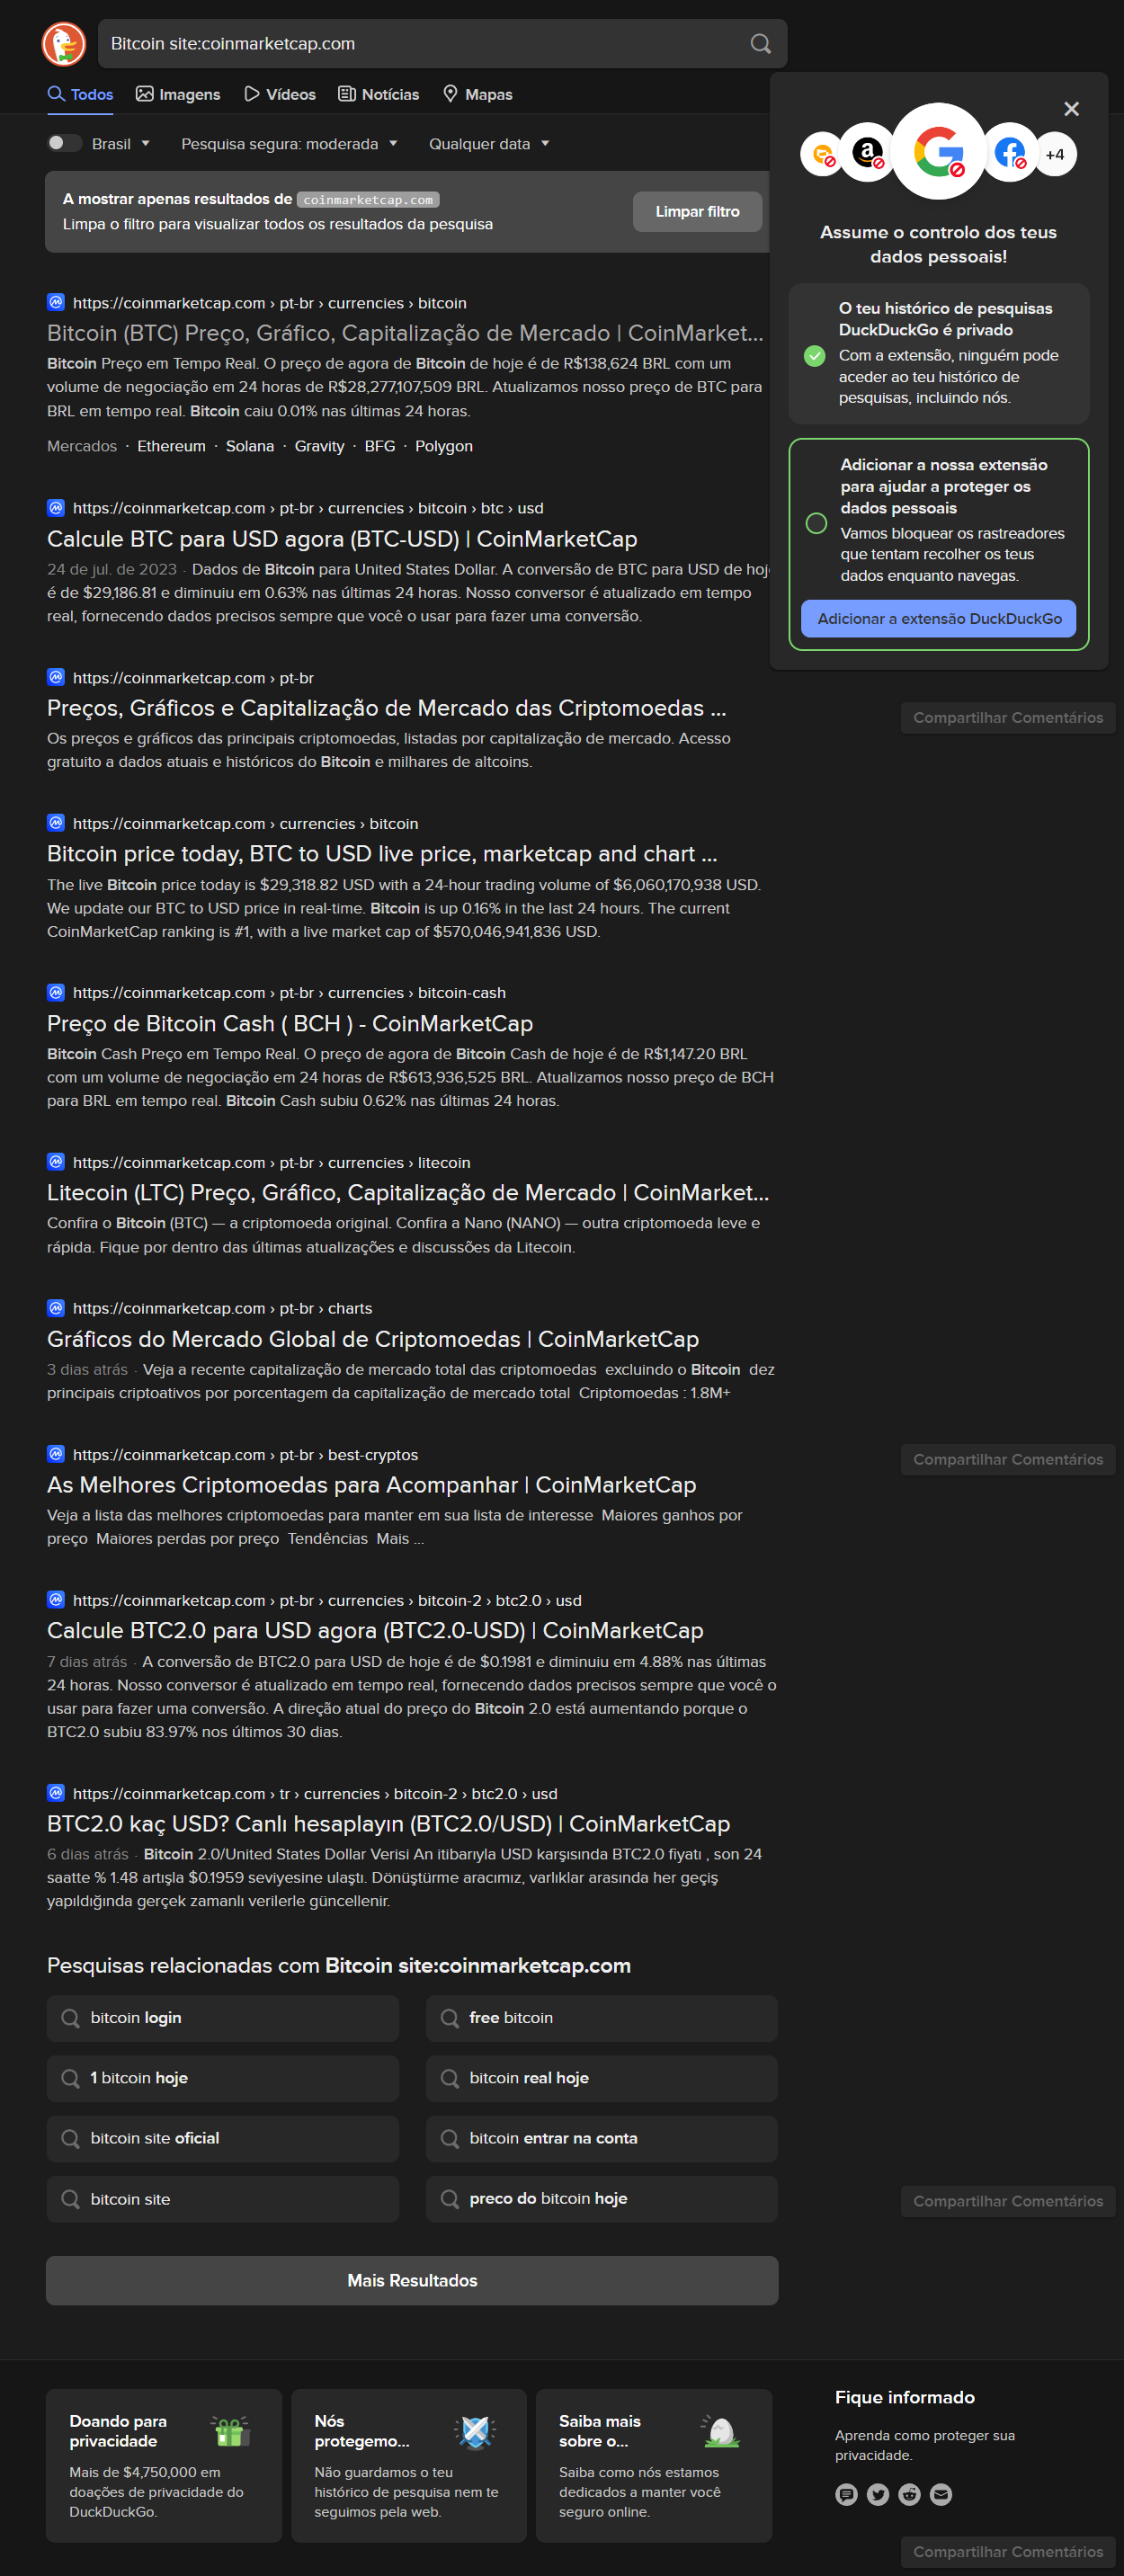 Bitcoin site:coinmarketcap.com
Todos Imagens Vídeos Notícias Mapas
Brasil Pesquisa segura: moderada Qualquer data
A mostrar apenas resultados de coinmarketcap.com
Limpa o filtro para visualizar todos os resultados da pesquisa
Limpar filtro
+4
Assume o controlo dos teus
dados pessoais!
O teu histórico de pesquisas
DuckDuckGo é privado
Com a extensão, ninguém pode
aceder ao teu histórico de
pesquisas, incluindo nós.
Adicionar a nossa extensão
para ajudar a proteger os
dados pessoais
Vamos bloquear os rastreadores
que tentam recolher os teus
dados enquanto navegas.
Adicionar a extensão DuckDuckGo
https://coinmarketcap.com › pt-br › currencies › bitcoin
Bitcoin (BTC) Preço, Gráfico, Capitalização de Mercado | CoinMarket...
Bitcoin Preço em Tempo Real. O preço de agora de Bitcoin de hoje é de R$138,624 BRL com um
volume de negociação em 24 horas de R$28,277,107,509 BRL. Atualizamos nosso preço de BTC para
BRL em tempo real. Bitcoin caiu 0.01% nas últimas 24 horas.
Mercados · Ethereum · Solana · Gravity · BFG · Polygon
https://coinmarketcap.com › pt-br › currencies › bitcoin › btc › usd
Calcule BTC para USD agora (BTC-USD) | CoinMarketCap
24 de jul. de 2023 · Dados de Bitcoin para United States Dollar. A conversão de BTC para USD de hoje
é de $29,186.81 e diminuiu em 0.63% nas últimas 24 horas. Nosso conversor é atualizado em tempo
real, fornecendo dados precisos sempre que você o usar para fazer uma conversão.
https://coinmarketcap.com › pt-br
Preços, Gráficos e Capitalização de Mercado das Criptomoedas ...
Os preços e gráficos das principais criptomoedas, listadas por capitalização de mercado. Acesso
gratuito a dados atuais e históricos do Bitcoin e milhares de altcoins.
Compartilhar Comentários
https://coinmarketcap.com › currencies › bitcoin
Bitcoin price today, BTC to USD live price, marketcap and chart ...
The live Bitcoin price today is $29,318.82 USD with a 24-hour trading volume of $6,060,170,938 USD.
We update our BTC to USD price in real-time. Bitcoin is up 0.16% in the last 24 hours. The current
CoinMarketCap ranking is #1, with a live market cap of $570,046,941,836 USD.
https://coinmarketcap.com › pt-br › currencies › bitcoin-cash
Preço de Bitcoin Cash ( BCH ) - CoinMarketCap
Bitcoin Cash Preço em Tempo Real. O preço de agora de Bitcoin Cash de hoje é de R$1,147.20 BRL
com um volume de negociação em 24 horas de R$613,936,525 BRL. Atualizamos nosso preço de BCH
para BRL em tempo real. Bitcoin Cash subiu 0.62% nas últimas 24 horas.
https://coinmarketcap.com › pt-br › currencies › litecoin
Litecoin (LTC) Preço, Gráfico, Capitalização de Mercado | CoinMarket...
Confira o Bitcoin (BTC) — a criptomoeda original. Confira a Nano (NANO) — outra criptomoeda leve e
rápida. Fique por dentro das últimas atualizações e discussões da Litecoin.
https://coinmarketcap.com › pt-br › charts
Gráficos do Mercado Global de Criptomoedas | CoinMarketCap
3 dias atrás · Veja a recente capitalização de mercado total das criptomoedas excluindo o Bitcoin dez
principais criptoativos por porcentagem da capitalização de mercado total Criptomoedas : 1.8M+
https://coinmarketcap.com › pt-br › best-cryptos
Compartilhar Comentários
As Melhores Criptomoedas para Acompanhar | CoinMarketCap
Veja a lista das melhores criptomoedas para manter em sua lista de interesse Maiores ganhos por
preço Maiores perdas por preço Tendências Mais ...
https://coinmarketcap.com › pt-br › currencies › bitcoin-2 › btc2.0 › usd
Calcule BTC2.0 para USD agora (BTC2.0-USD) | CoinMarketCap
7 dias atrás · A conversão de BTC2.0 para USD de hoje é de $0.1981 e diminuiu em 4.88% nas últimas
24 horas. Nosso conversor é atualizado em tempo real, fornecendo dados precisos sempre que você o
usar para fazer uma conversão. A direção atual do preço do Bitcoin 2.0 está aumentando porque o
BTC2.0 subiu 83.97% nos últimos 30 dias.
https://coinmarketcap.com › tr › currencies › bitcoin-2 › btc2.0 › usd
BTC2.0 kaç USD? Canlı hesaplayın (BTC2.0/USD) | CoinMarketCap
6 dias atrás · Bitcoin 2.0/United States Dollar Verisi An itibarıyla USD karşısında BTC2.0 fiyatı , son 24
saatte % 1.48 artışla $0.1959 seviyesine ulaştı. Dönüştürme aracımız, varlıklar arasında her geçiş
yapıldığında gerçek zamanlı verilerle güncellenir.
Pesquisas relacionadas com Bitcoin site:coinmarketcap.com
bitcoin login
free bitcoin
1 bitcoin hoje
bitcoin real hoje
bitcoin site oficial
bitcoin entrar na conta
bitcoin site
preco do bitcoin hoje
Compartilhar Comentários
Mais Resultados
Doando para
privacidade
Mais de $4,750,000 em
doações de privacidade do
DuckDuckGo.
Nós
protegemo...
Não guardamos o teu
histórico de pesquisa nem te
seguimos pela web.
Saiba mais
sobre o...
Saiba como nós estamos
dedicados a manter você
seguro online.
Fique informado
Aprenda como proteger sua
privacidade.
Compartilhar Comentários